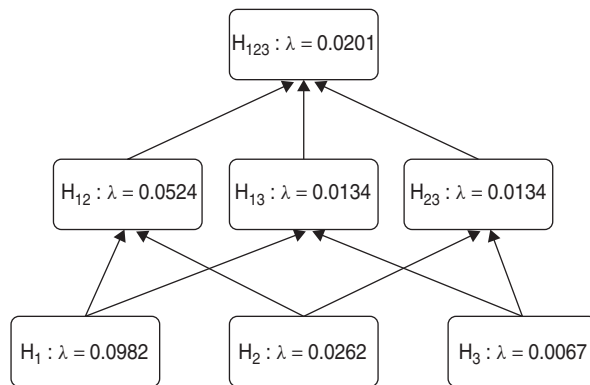 H₁₂₃ : λ = 0.0201
H₁₂ : λ = 0.0524
H₁₃ : λ = 0.0134
H₂₃ : λ = 0.0134
H₁ : λ = 0.0982
H₂ : λ = 0.0262
H₃ : λ = 0.0067